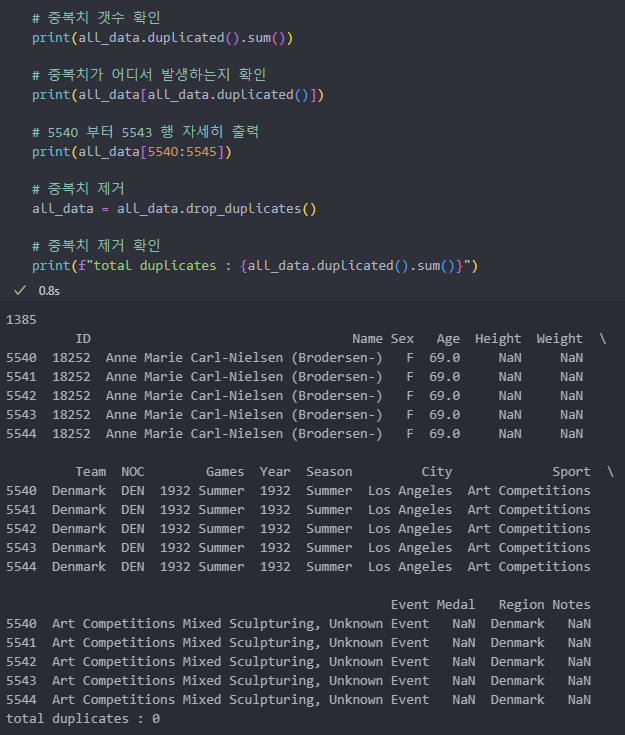 # 중복치 갯수 확인
print(all_data.duplicated().sum())
# 중복치가 어디서 발생하는지 확인
print(all_data[all_data.duplicated()])
# 5540 부터 5543 행 자세히 출력
print(all_data[5540:5545])
# 중복치 제거
all_data = all_data.drop_duplicates()
# 중복치 제거 확인
print(f"total duplicates : {all_data.duplicated().sum()}")
✓ 0.8s
1385
ID Name Sex Age Height Weight \
5540 18252 Anne Marie Carl-Nielsen (Brodersen-) F 69.0 NaN NaN
5541 18252 Anne Marie Carl-Nielsen (Brodersen-) F 69.0 NaN NaN
5542 18252 Anne Marie Carl-Nielsen (Brodersen-) F 69.0 NaN NaN
5543 18252 Anne Marie Carl-Nielsen (Brodersen-) F 69.0 NaN NaN
5544 18252 Anne Marie Carl-Nielsen (Brodersen-) F 69.0 NaN NaN
Team NOC Games Year Season City Sport \
5540 Denmark DEN 1932 Summer 1932 Summer Los Angeles Art Competitions
5541 Denmark DEN 1932 Summer 1932 Summer Los Angeles Art Competitions
5542 Denmark DEN 1932 Summer 1932 Summer Los Angeles Art Competitions
5543 Denmark DEN 1932 Summer 1932 Summer Los Angeles Art Competitions
5544 Denmark DEN 1932 Summer 1932 Summer Los Angeles Art Competitions
Event Medal Region Notes
5540 Art Competitions Mixed Sculpturing, Unknown Event NaN Denmark NaN
5541 Art Competitions Mixed Sculpturing, Unknown Event NaN Denmark NaN
5542 Art Competitions Mixed Sculpturing, Unknown Event NaN Denmark NaN
5543 Art Competitions Mixed Sculpturing, Unknown Event NaN Denmark NaN
5544 Art Competitions Mixed Sculpturing, Unknown Event NaN Denmark NaN
total duplicates : 0